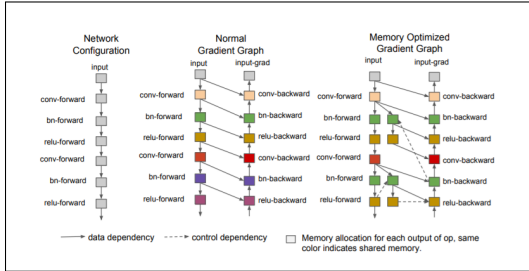 Network
Configuration
input
conv-forward
bn-forward
relu-forward
conv-forward
bn-forward
relu-forward
Normal
Gradient Graph
input
input-grad
conv-forward
conv-backward
bn-forward
bn-backward
relu-forward
relu-backward
conv-forward
conv-backward
bn-forward
bn-backward
relu-forward
relu-backward
Memory Optimized
Gradient Graph
input
input-grad
conv-forward
conv-backward
bn-forward
bn-backward
relu-forward
relu-backward
conv-forward
conv-backward
bn-forward
bn-backward
relu-forward
relu-backward
data dependency
control dependency
Memory allocation for each output of op, same
color indicates shared memory.